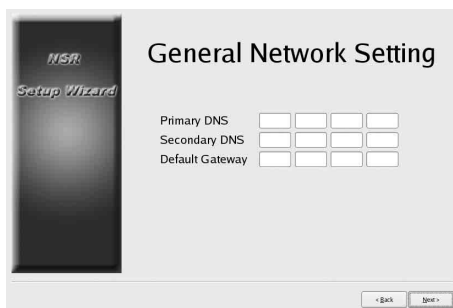 NSR
Setup Wizard
General Network Setting
Primary DNS
Secondary DNS
Default Gateway
< Back
Next >